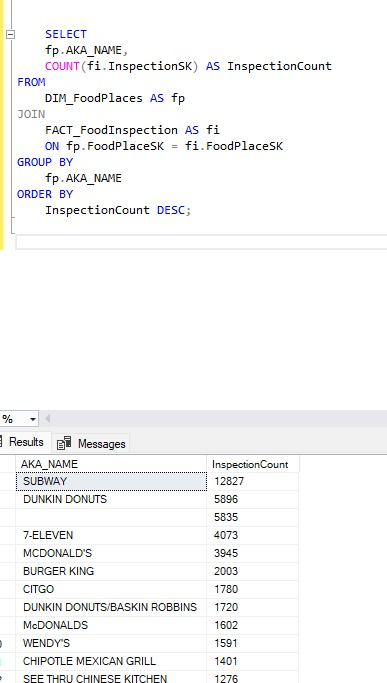 SELECT
fp.AKA_NAME,
COUNT(fi.InspectionSK) AS InspectionCount
FROM
DIM_FoodPlaces AS fp
JOIN
FACT_FoodInspection AS fi
ON fp.FoodPlaceSK = fi.FoodPlaceSK
GROUP BY
fp.AKA_NAME
ORDER BY
InspectionCount DESC;
%
Results Messages
AKA_NAME InspectionCount
SUBWAY 12827
DUNKIN DONUTS 5896
5835
7-ELEVEN 4073
MCDONALD'S 3945
BURGER KING 2003
CITGO 1780
DUNKIN DONUTS/BASKIN ROBBINS 1720
McDONALDS 1602
WENDY'S 1591
CHIPOTLE MEXICAN GRILL 1401
SEE THRU CHINESE KITCHEN 1276